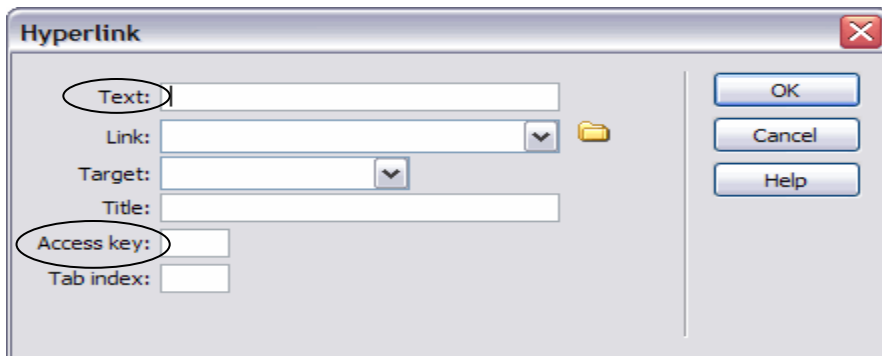 Hyperlink
Text:
OK
Link:
Cancel
Target:
Help
Title:
Access key:
Tab index: